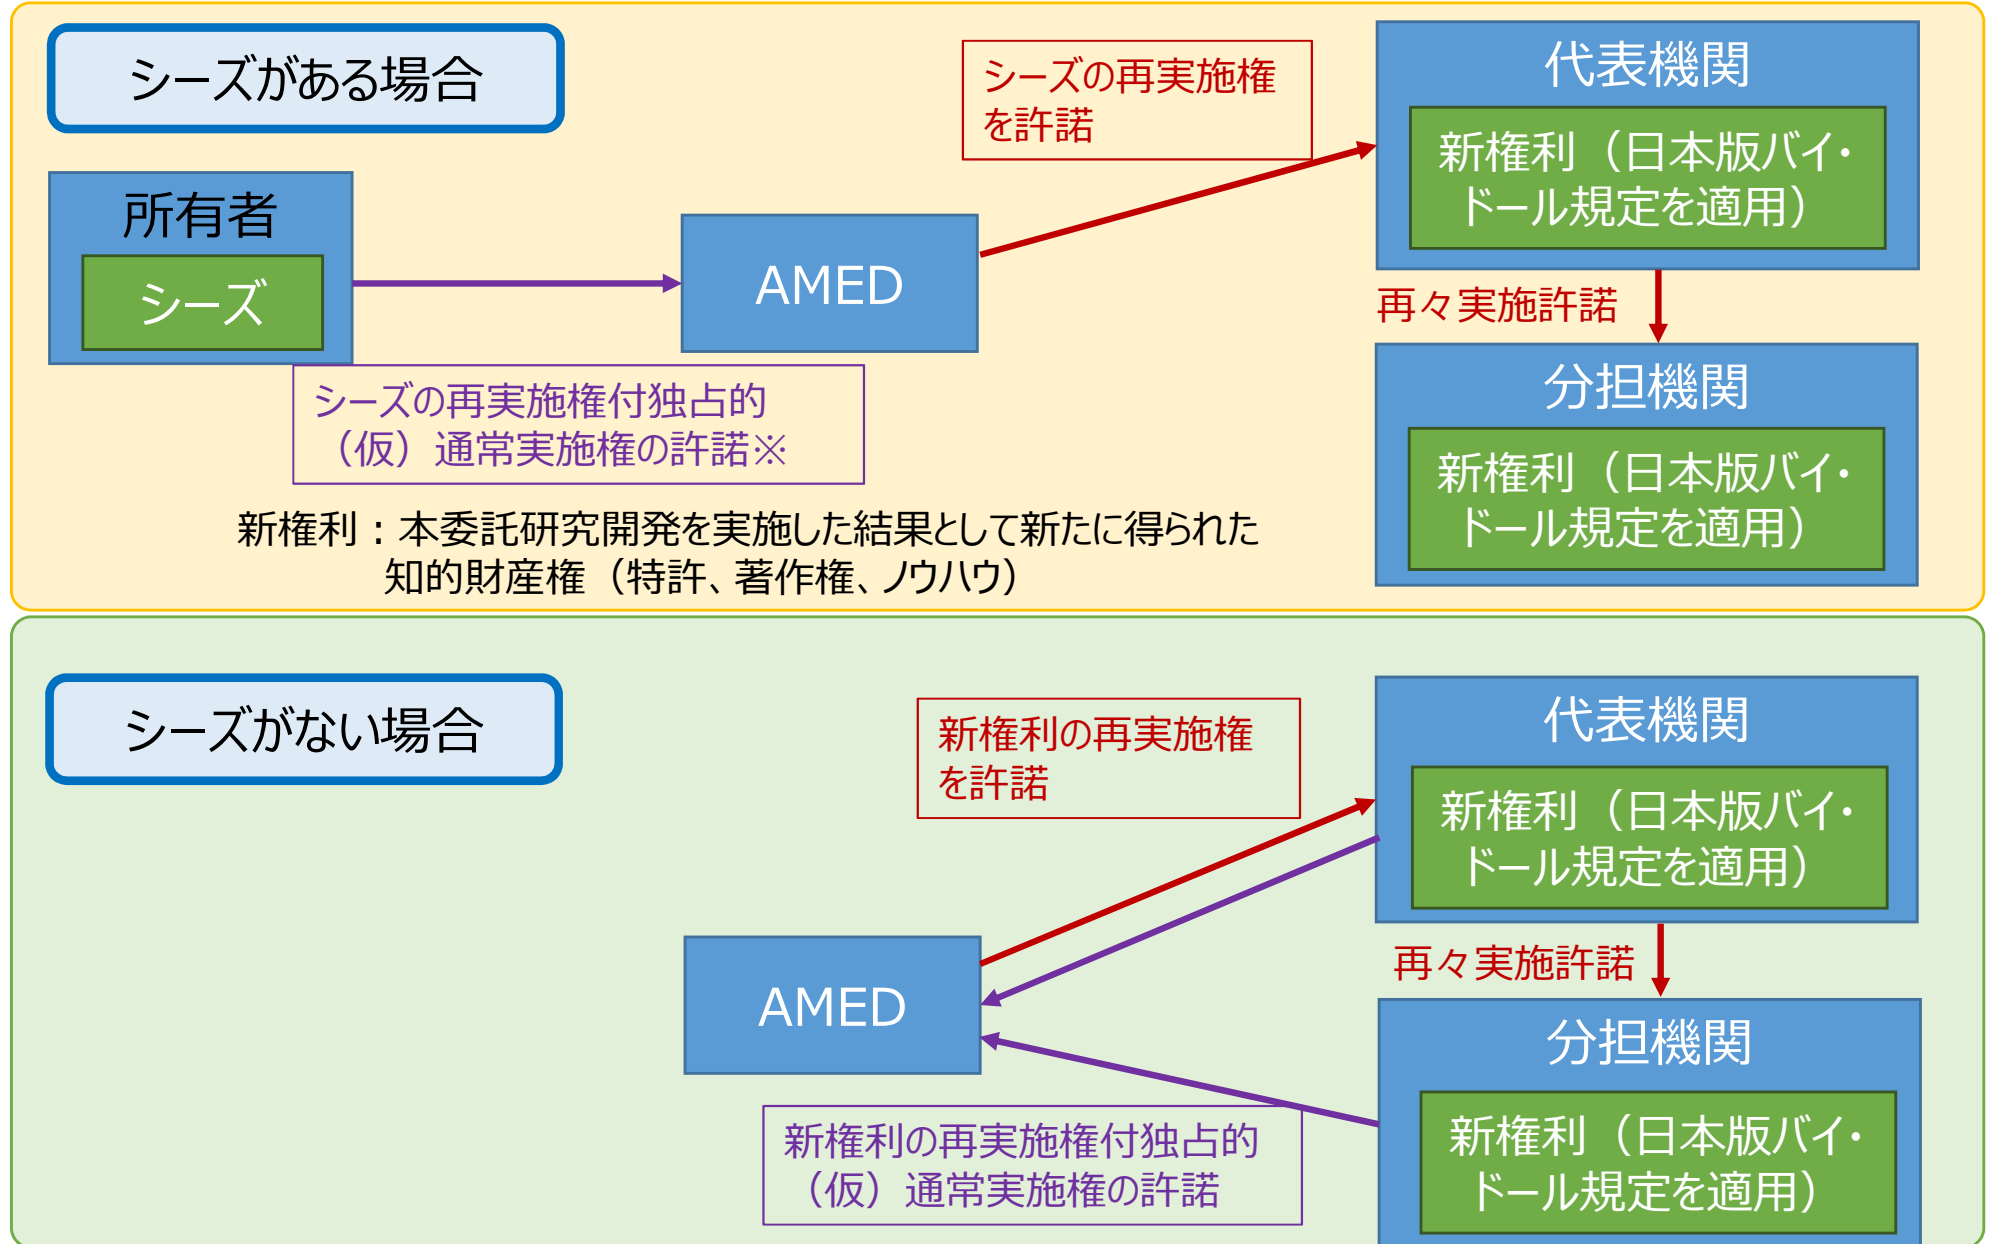 シーズがある場合
シーズの再実施権
を許諾
代表機関
新権利（日本版バイ・
ドール規定を適用）
所有者
シーズ
AMED
再々実施許諾
シーズの再実施権付独占的
（仮）通常実施権の許諾※
分担機関
新権利（日本版バイ・
ドール規定を適用）
新権利：本委託研究開発を実施した結果として新たに得られた
知的財産権（特許、著作権、ノウハウ）
シーズがない場合
新権利の再実施権
を許諾
代表機関
新権利（日本版バイ・
ドール規定を適用）
再々実施許諾
AMED
分担機関
新権利（日本版バイ・
ドール規定を適用）
新権利の再実施権付独占的
（仮）通常実施権の許諾